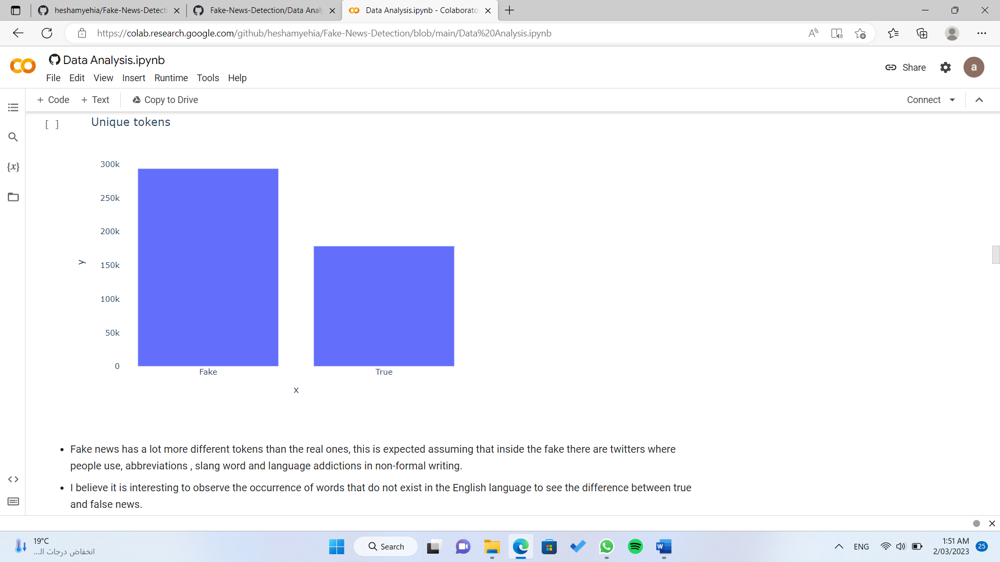 heshamyehia/Fake-News-Detecti
Fake-News-Detection/Data Analy
Data Analysis.ipynb - Colaborato
https://colab.research.google.com/github/heshamyehia/Fake-News-Detection/blob/main/Data%20Analysis.ipynb
Data Analysis.ipynb
File Edit View Insert Runtime Tools Help
Share
a
+ Code + Text Copy to Drive
Connect
[ ]
Unique tokens
{x}
300k
250k
200k
150k
100k
50k
0
y
Fake
True
x
• Fake news has a lot more different tokens than the real ones, this is expected assuming that inside the fake there are twitters where
people use, abbreviations , slang word and language addictions in non-formal writing.
• I believe it is interesting to observe the occurrence of words that do not exist in the English language to see the difference between true
and false news.
19°C
انخفاض درجات الـ...
Search
ENG
1:51 AM
2/03/2023
25